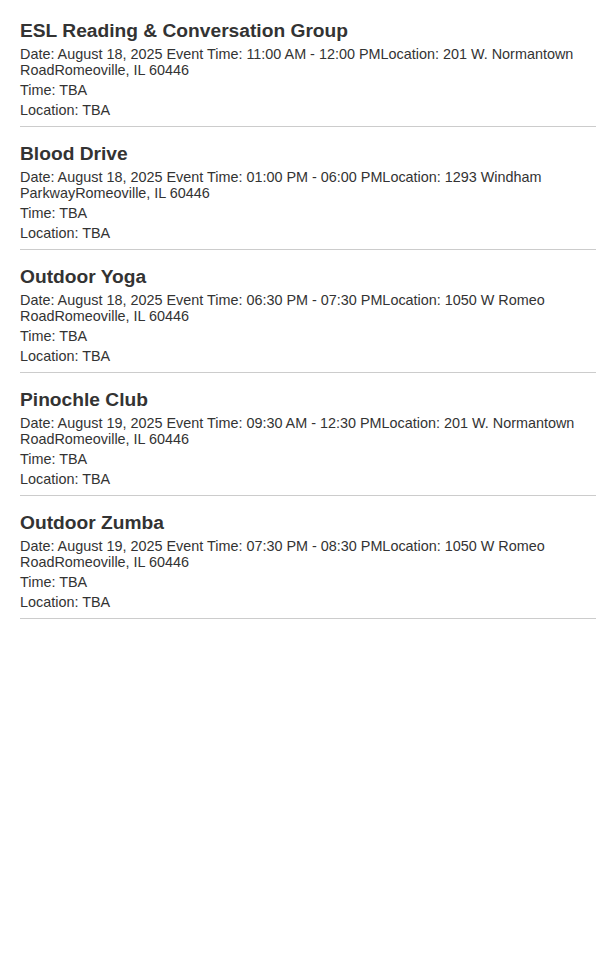 ESL Reading & Conversation Group
Date: August 18, 2025 Event Time: 11:00 AM - 12:00 PMLocation: 201 W. Normantown
RoadRomeoville, IL 60446
Time: TBA
Location: TBA
Blood Drive
Date: August 18, 2025 Event Time: 01:00 PM - 06:00 PMLocation: 1293 Windham
ParkwayRomeoville, IL 60446
Time: TBA
Location: TBA
Outdoor Yoga
Date: August 18, 2025 Event Time: 06:30 PM - 07:30 PMLocation: 1050 W Romeo
RoadRomeoville, IL 60446
Time: TBA
Location: TBA
Pinochle Club
Date: August 19, 2025 Event Time: 09:30 AM - 12:30 PMLocation: 201 W. Normantown
RoadRomeoville, IL 60446
Time: TBA
Location: TBA
Outdoor Zumba
Date: August 19, 2025 Event Time: 07:30 PM - 08:30 PMLocation: 1050 W Romeo
RoadRomeoville, IL 60446
Time: TBA
Location: TBA